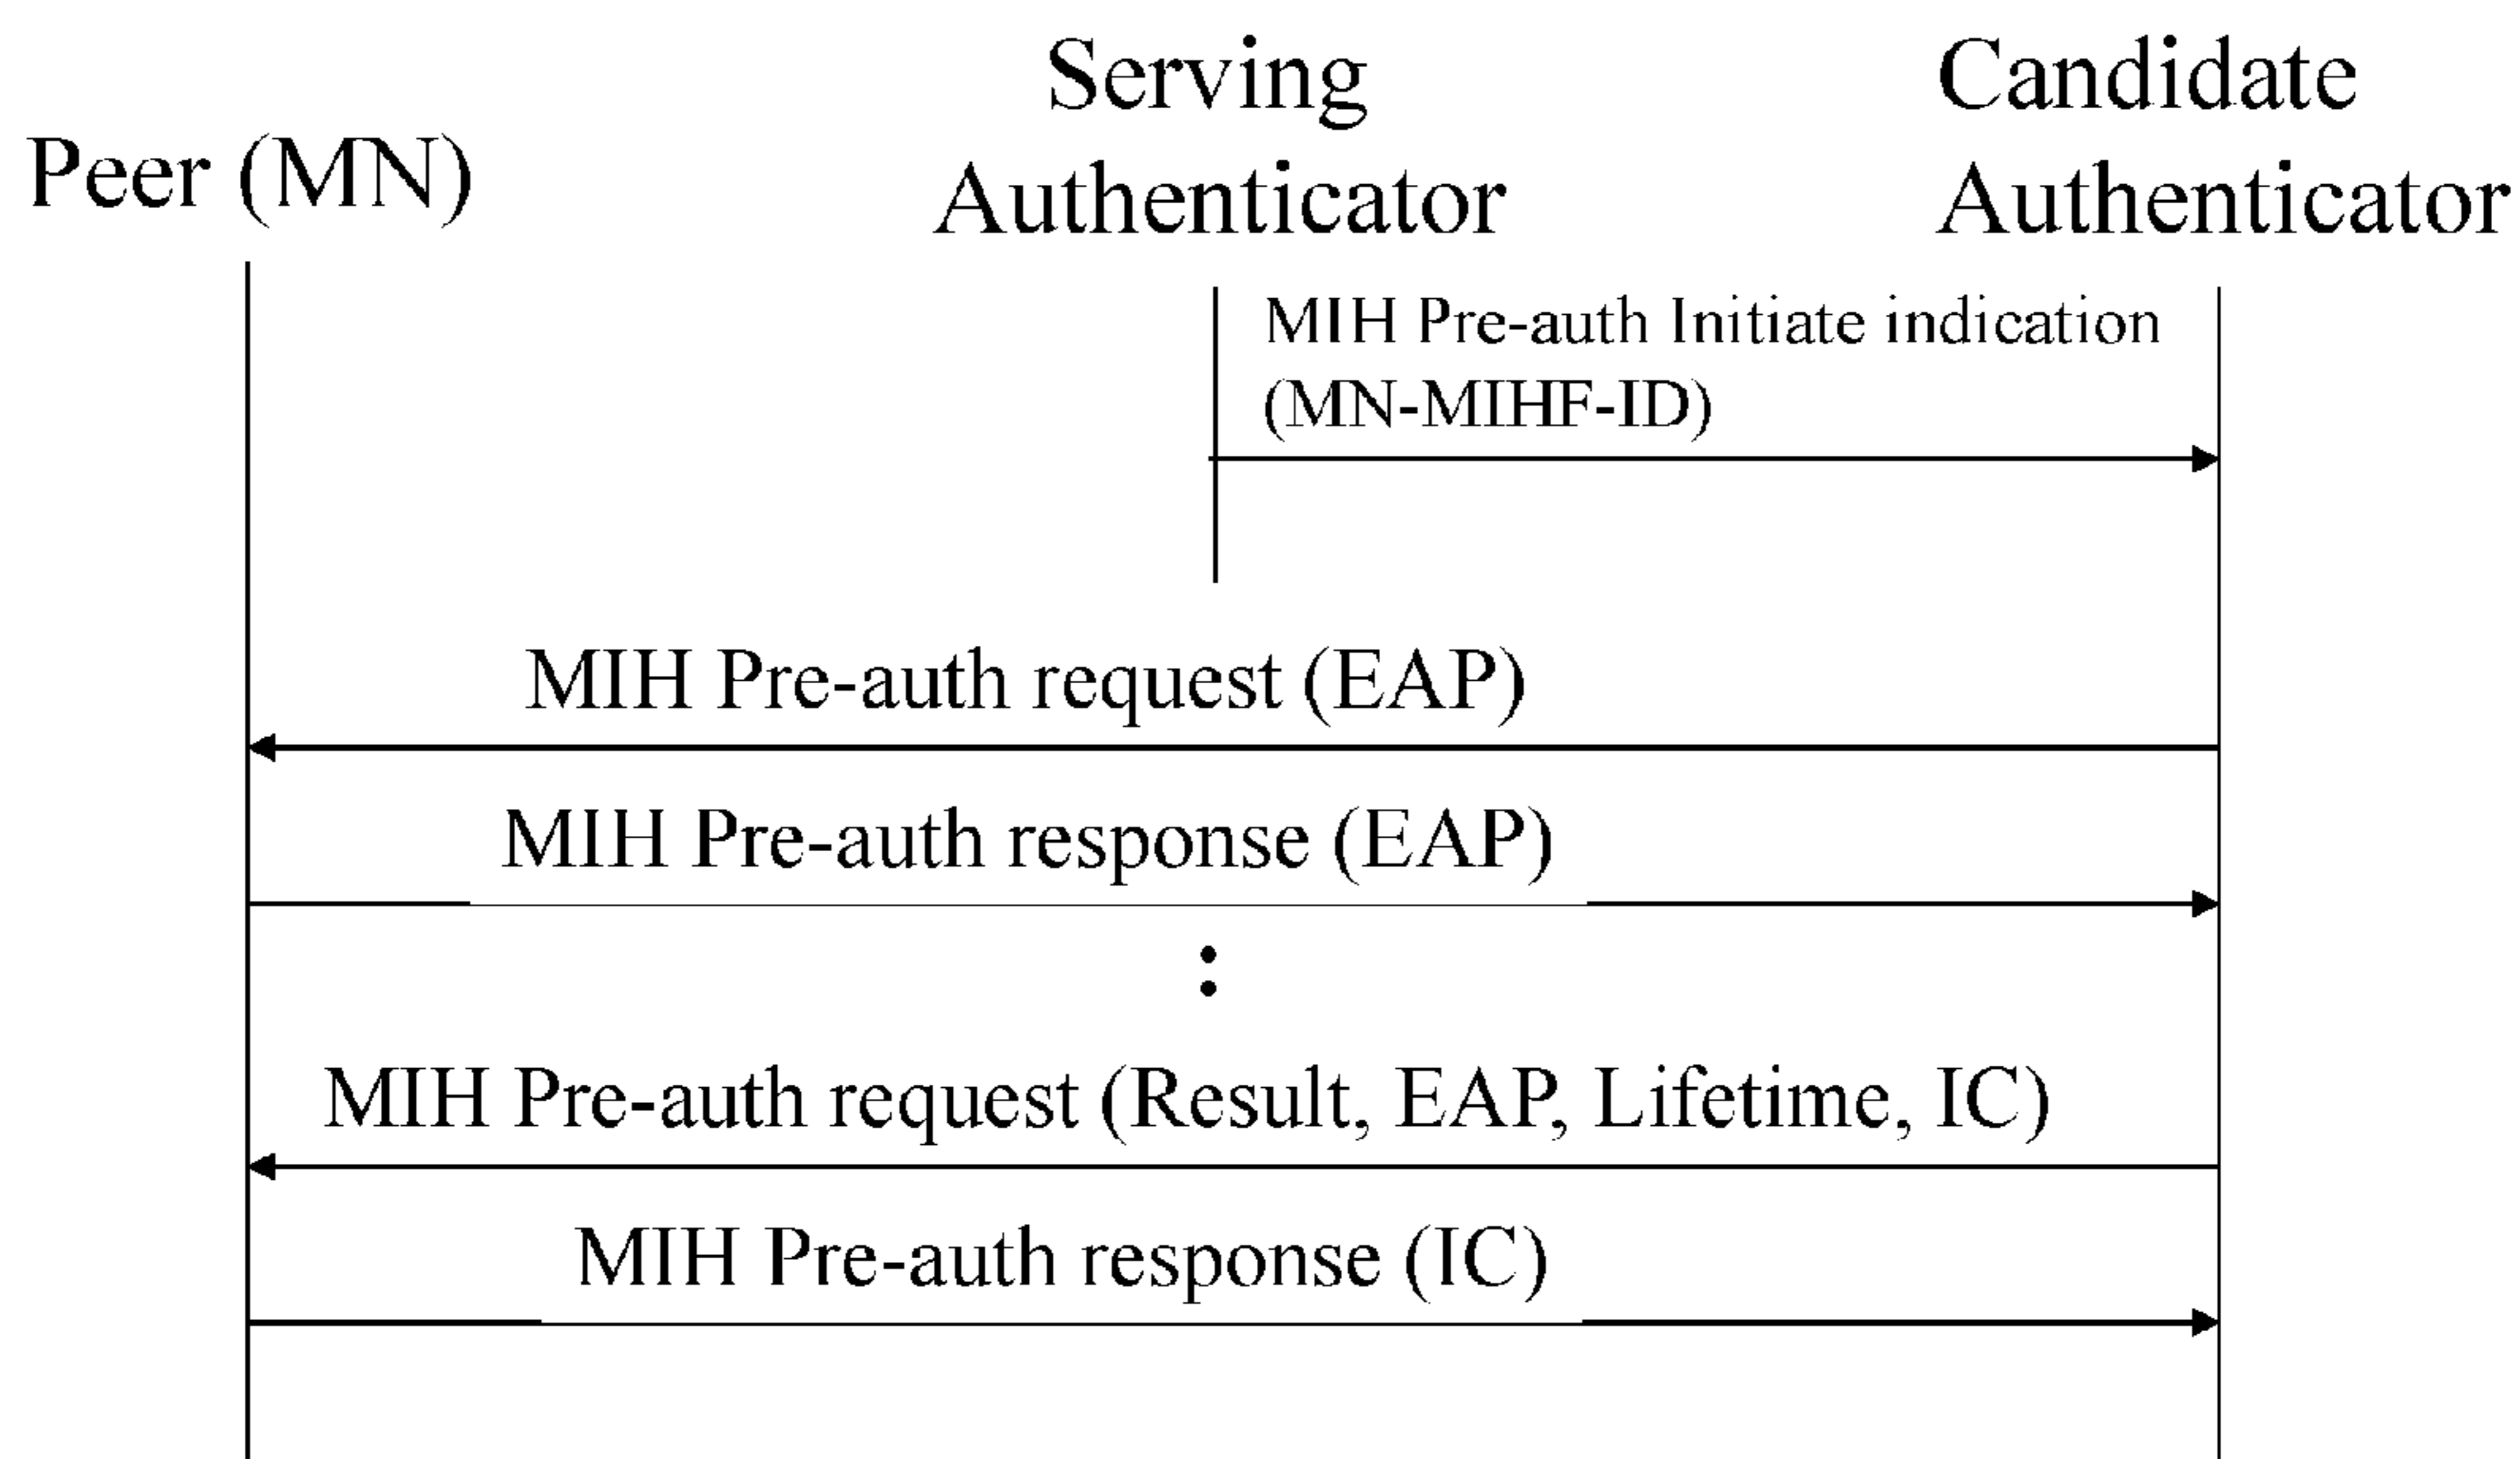 Peer (MN)
Serving
Authenticator
Candidate
Authenticator
MIH Pre-auth Initiate indication
(MN-MIHF-ID)
MIH Pre-auth request (EAP)
MIH Pre-auth response (EAP)
:
MIH Pre-auth request (Result, EAP, Lifetime, IC)
MIH Pre-auth response (IC)